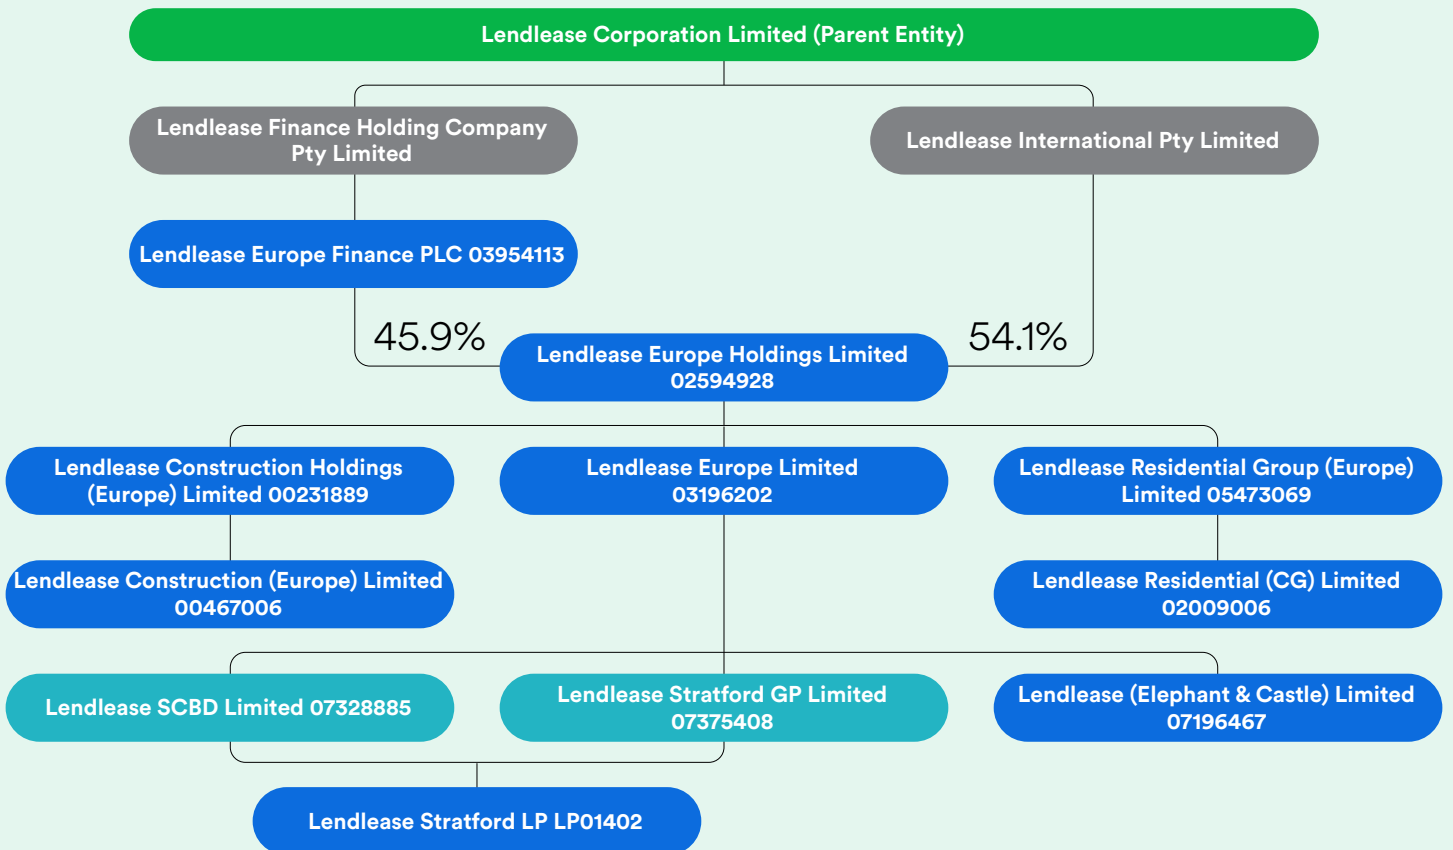 Lendlease Corporation Limited (Parent Entity)
Lendlease Finance Holding Company
Pty Limited
Lendlease International Pty Limited
Lendlease Europe Finance PLC 03954113
45.9%
54.1%
Lendlease Europe Holdings Limited
02594928
Lendlease Construction Holdings
(Europe) Limited 00231889
Lendlease Europe Limited
03196202
Lendlease Residential Group (Europe)
Limited 05473069
Lendlease Construction (Europe) Limited
00467006
Lendlease Residential (CG) Limited
02009006
Lendlease SCBD Limited 07328885
Lendlease Stratford GP Limited
07375408
Lendlease (Elephant & Castle) Limited
07196467
Lendlease Stratford LP LP01402